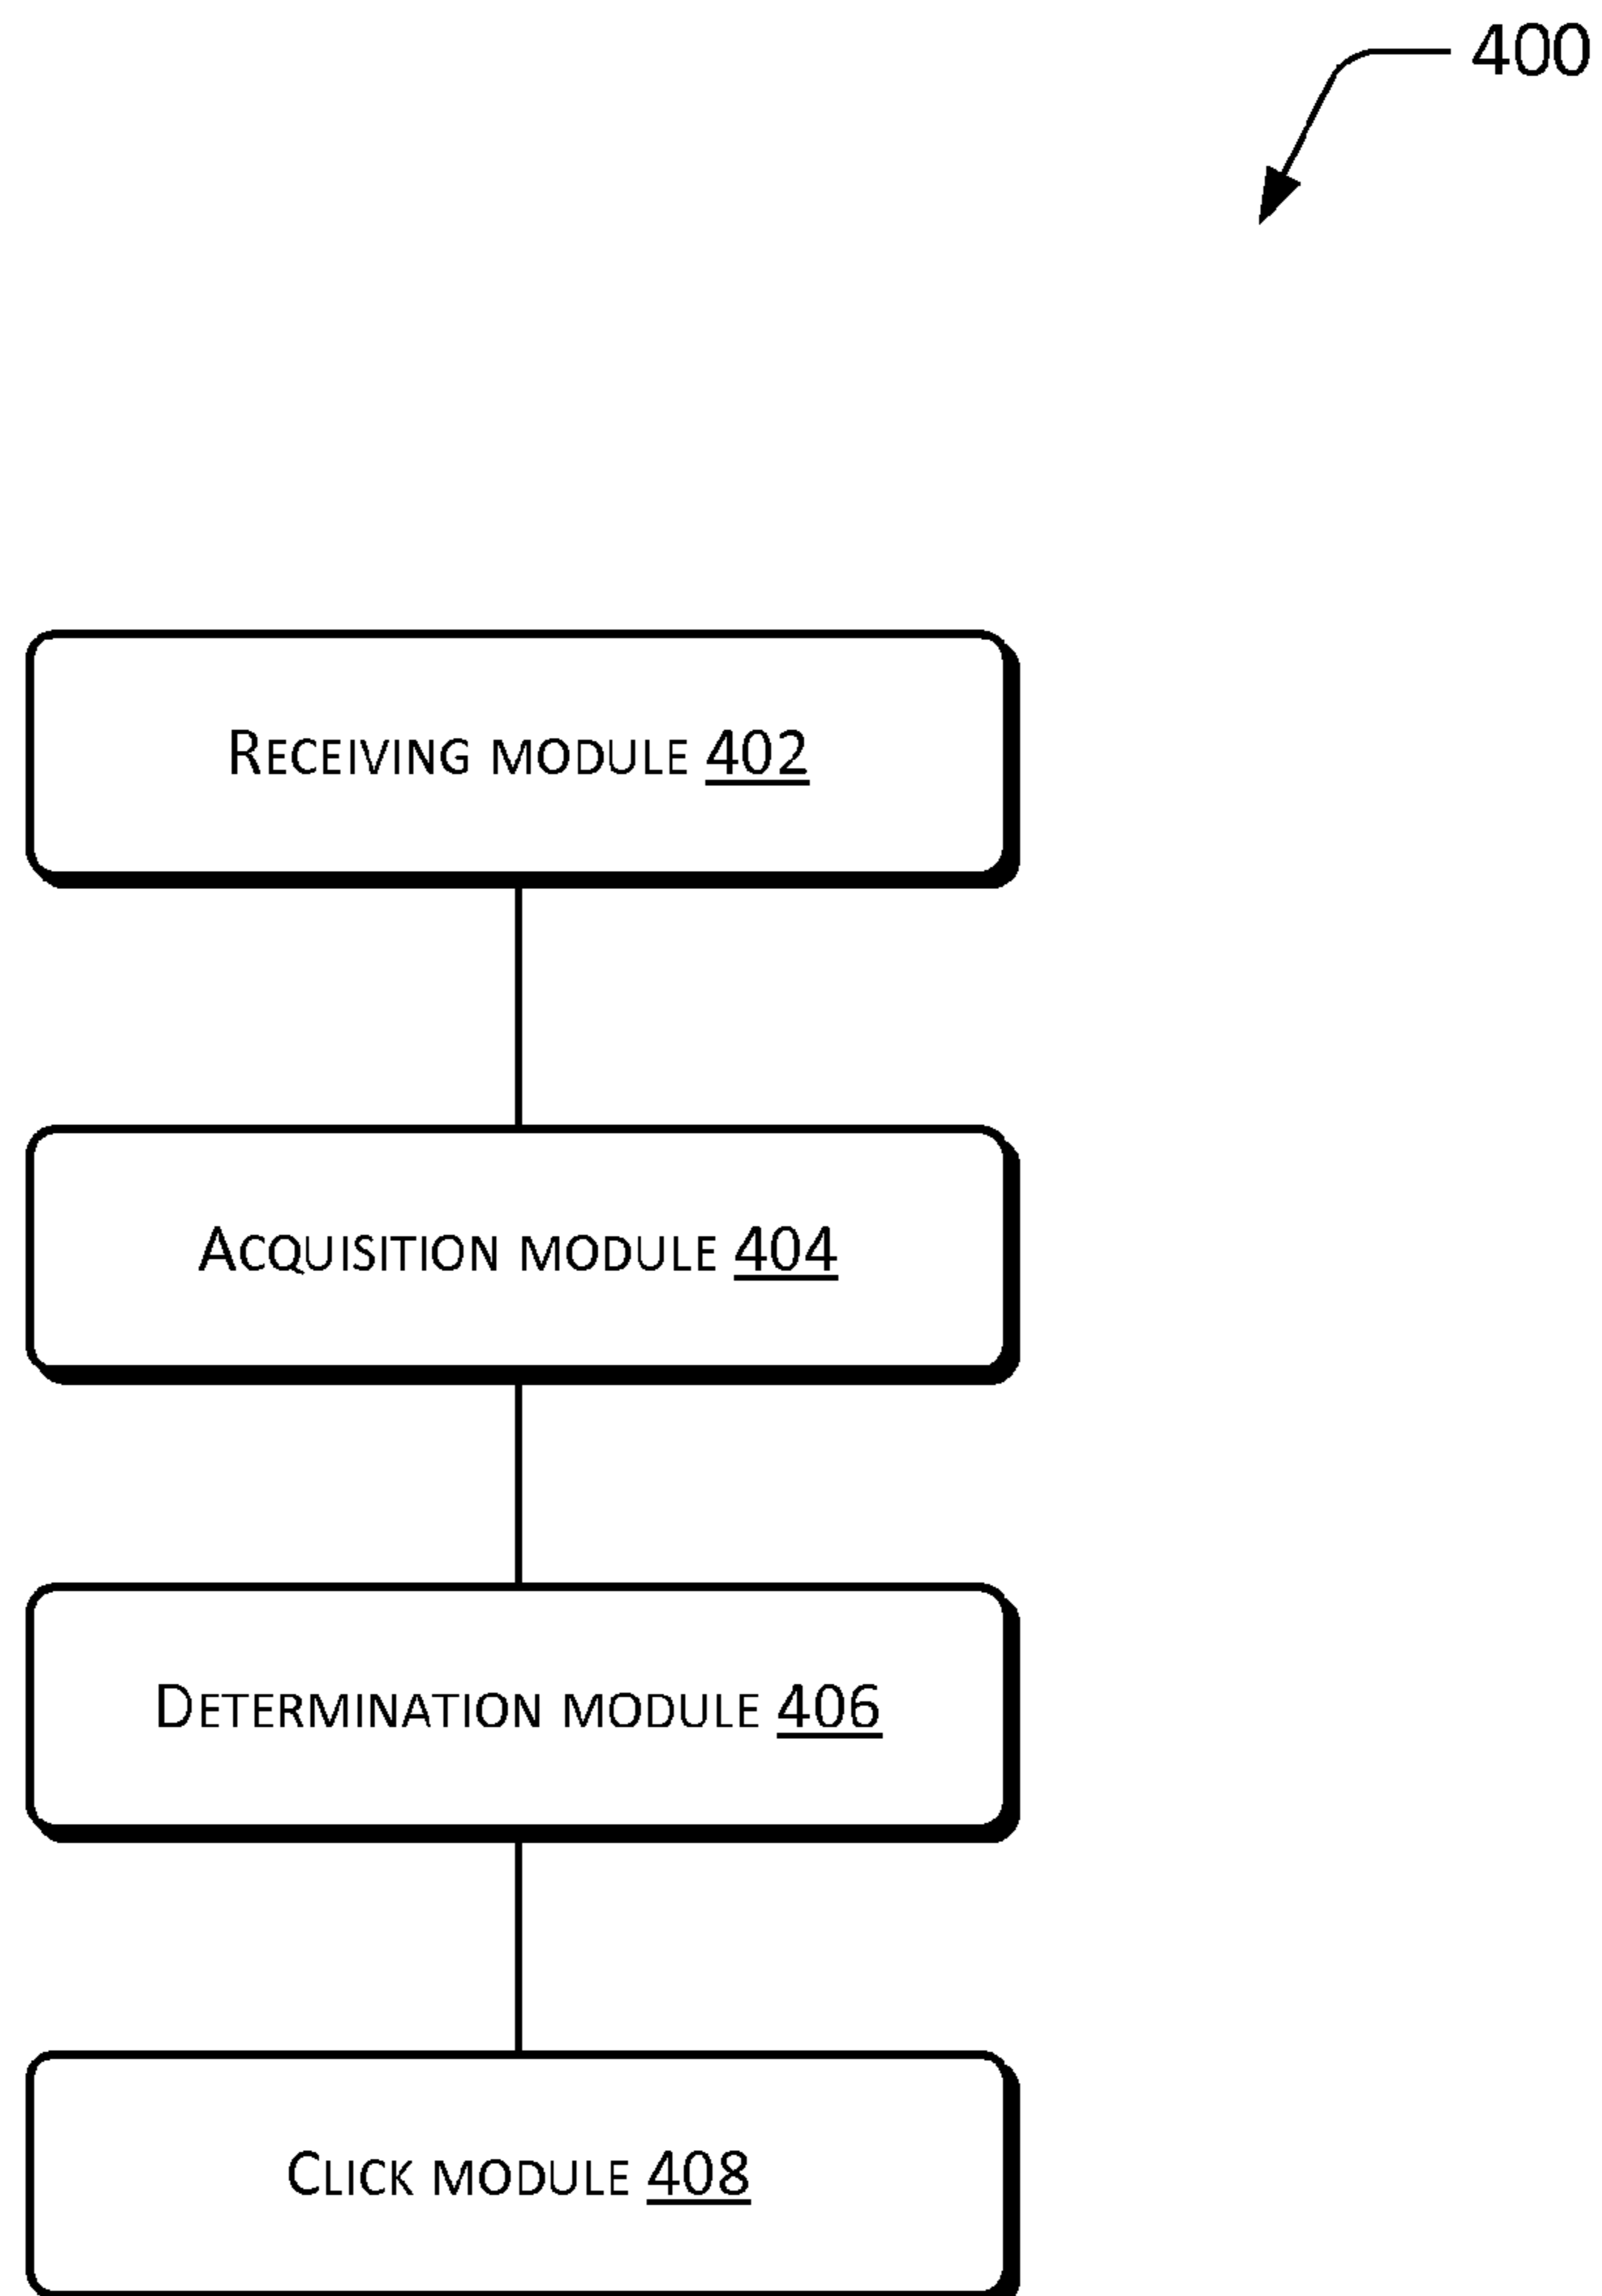 400
Receiving module 402
Acquisition module 404
Determination module 406
Click module 408